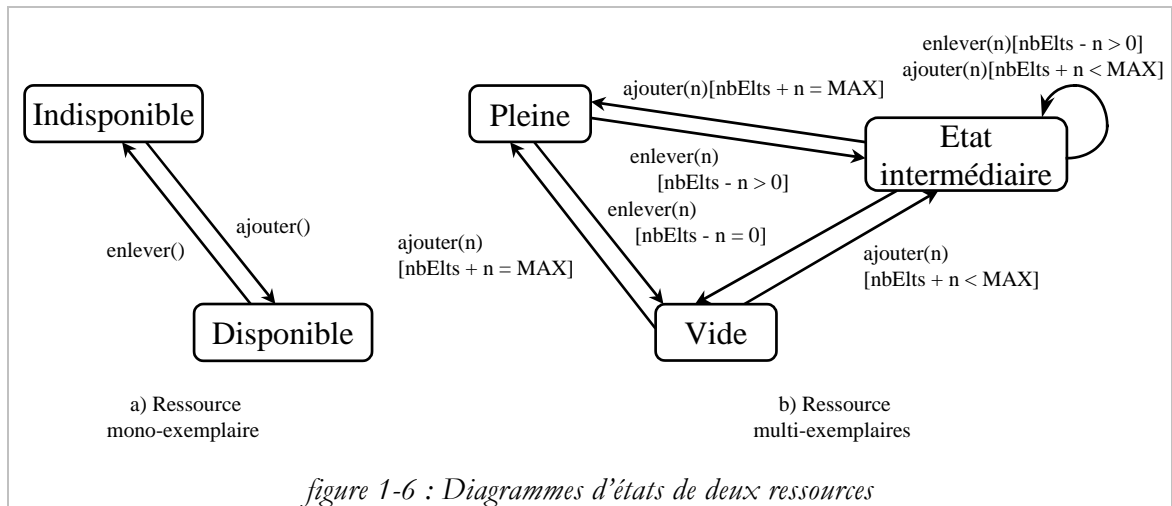 Indisponible
ajouter()
enlever()
Disponible
a) Ressource
mono-exemplaire
enlever(n)[nbElts - n > 0]
ajouter(n)[nbElts + n < MAX]
ajouter(n)[nbElts + n = MAX]
Pleine
Etat
intermédiaire
enlever(n)
[nbElts - n > 0]
enlever(n)
[nbElts - n = 0]
ajouter(n)
[nbElts + n = MAX]
ajouter(n)
[nbElts + n < MAX]
Vide
b) Ressource
multi-exemplaires
figure 1-6 : Diagrammes d'états de deux ressources